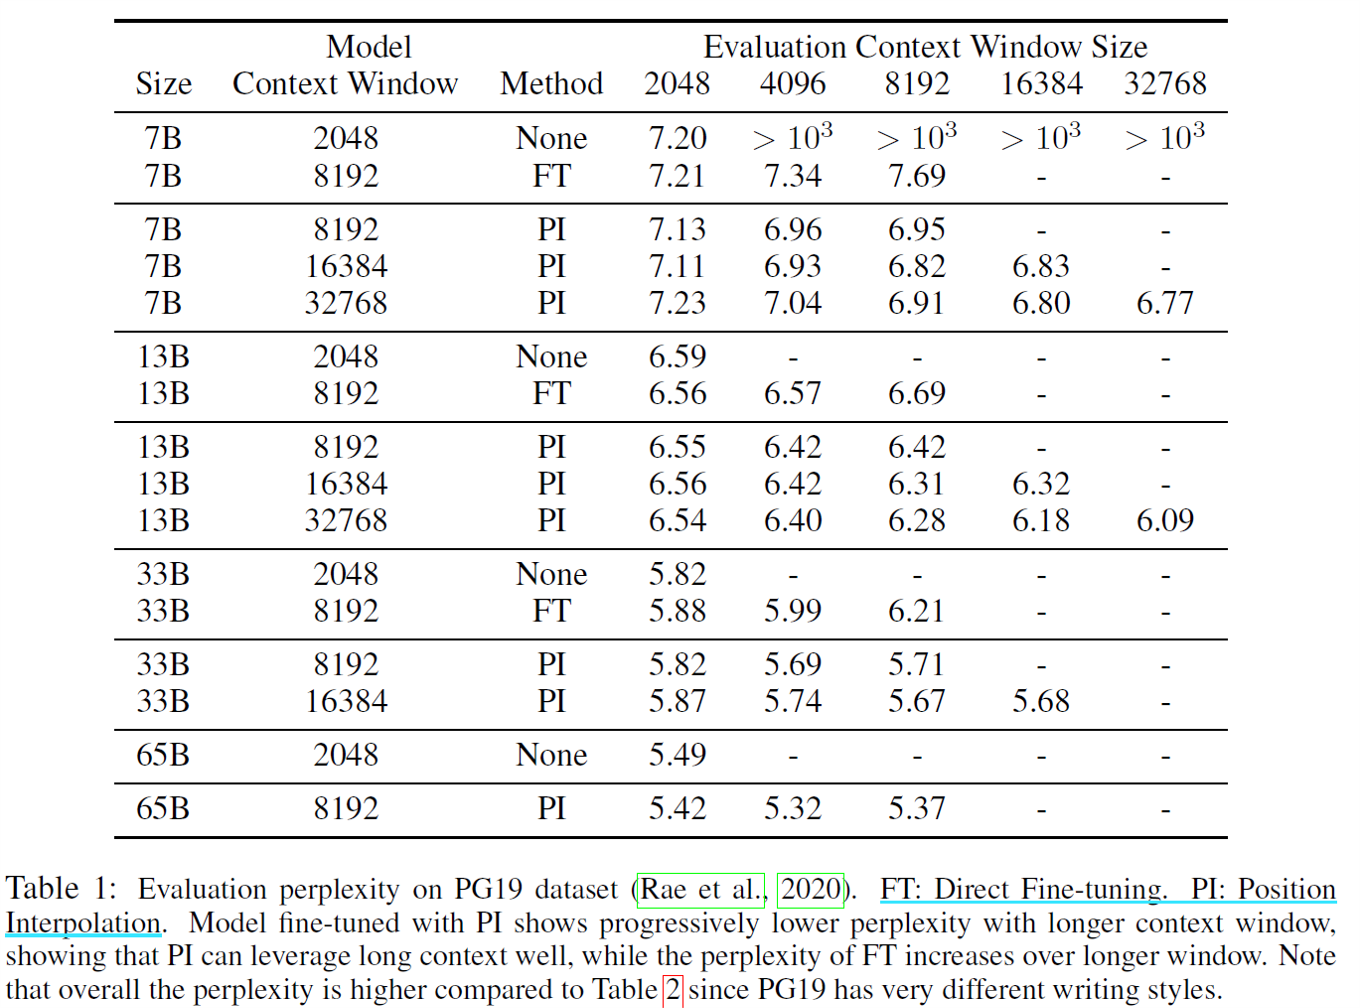 Model Evaluation Context Window Size
Size Context Window Method 2048 4096 8192 16384 32768
7B 2048 None 7.20 > 10³ > 10³ > 10³ > 10³
7B 8192 FT 7.21 7.34 7.69 - -
7B 8192 PI 7.13 6.96 6.95 - -
7B 16384 PI 7.11 6.93 6.82 6.83 -
7B 32768 PI 7.23 7.04 6.91 6.80 6.77
13B 2048 None 6.59 - - - -
13B 8192 FT 6.56 6.57 6.69 - -
13B 8192 PI 6.55 6.42 6.42 - -
13B 16384 PI 6.56 6.42 6.31 6.32 -
13B 32768 PI 6.54 6.40 6.28 6.18 6.09
33B 2048 None 5.82 - - - -
33B 8192 FT 5.88 5.99 6.21 - -
33B 8192 PI 5.82 5.69 5.71 - -
33B 16384 PI 5.87 5.74 5.67 5.68 -
65B 2048 None 5.49 - - - -
65B 8192 PI 5.42 5.32 5.37 - -
Table 1: Evaluation perplexity on PG19 dataset (Rae et al., 2020). FT: Direct Fine-tuning. PI: Position
Interpolation. Model fine-tuned with PI shows progressively lower perplexity with longer context window,
showing that PI can leverage long context well, while the perplexity of FT increases over longer window. Note
that overall the perplexity is higher compared to Table 2 since PG19 has very different writing styles.